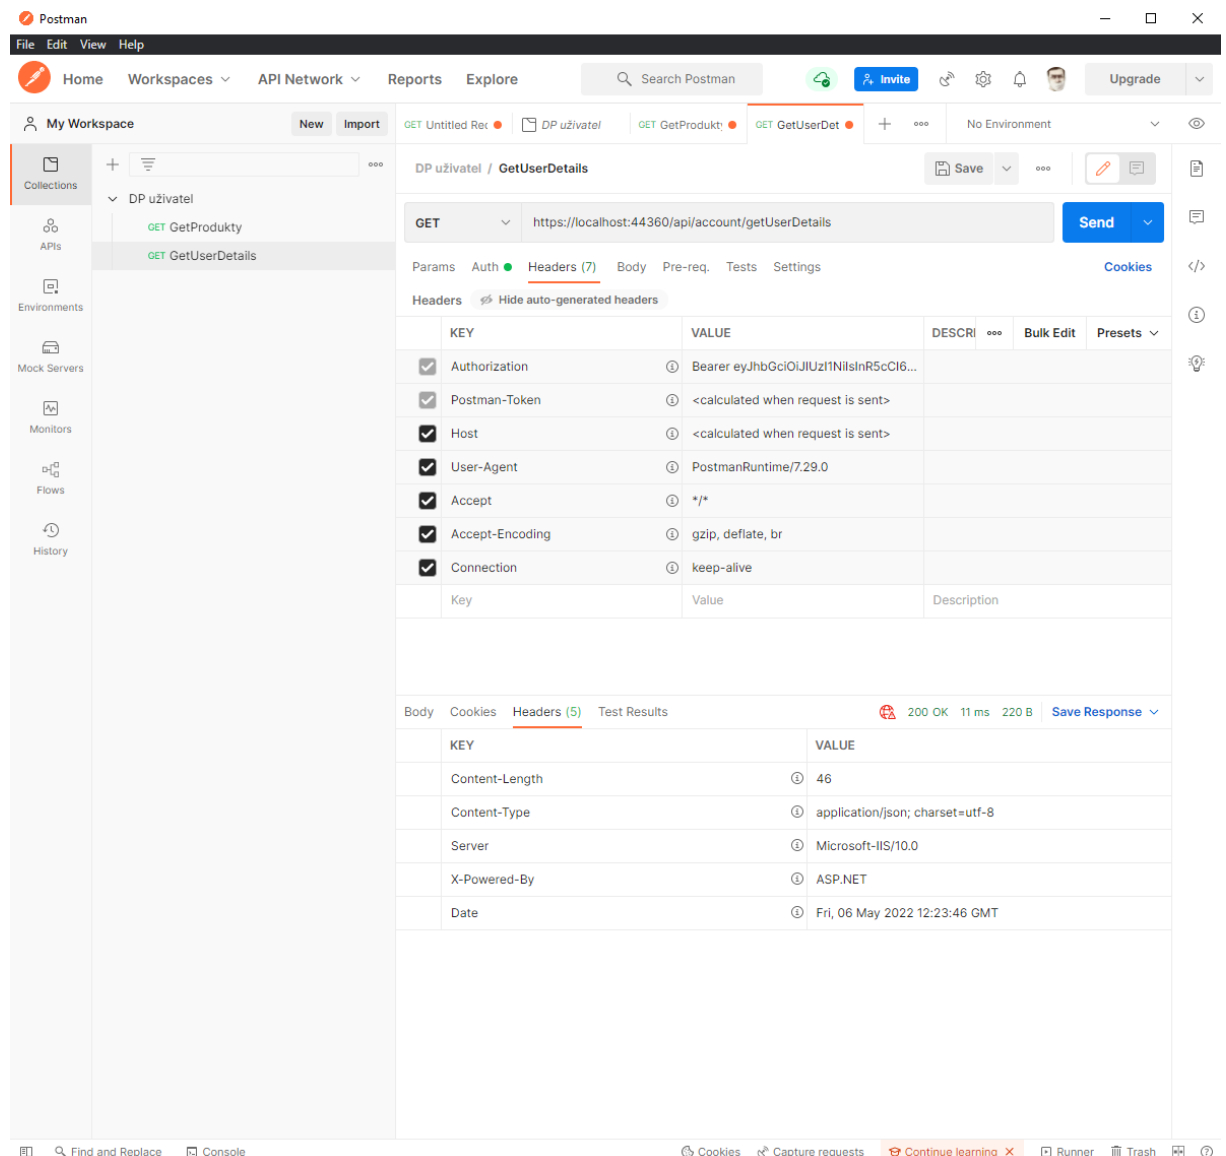 Postman
File Edit View Help
Home Workspaces API Network Reports Explore Search Postman Invite Upgrade
My Workspace New Import GET Untitled Rec DP uživatel GET GetProdukt GET GetUserDet No Environment
Collections
APIs
Environments
Mock Servers
Monitors
Flows
History
DP uživatel
GET GetProdukty
GET GetUserDetails
DP uživatel / GetUserDetails Save
GET https://localhost:44360/api/account/getUserDetails Send
Params Auth Headers (7) Body Pre-req. Tests Settings Cookies
Headers Hide auto-generated headers
KEY VALUE DESCRI Bulk Edit Presets
Authorization Bearer eyJhbGciOiJIUzI1NiIsInR5cCI6...
Postman-Token <calculated when request is sent>
Host <calculated when request is sent>
User-Agent PostmanRuntime/7.29.0
Accept */*
Accept-Encoding gzip, deflate, br
Connection keep-alive
Key Value Description
Body Cookies Headers (5) Test Results 200 OK 11 ms 220 B Save Response
KEY VALUE
Content-Length 46
Content-Type application/json; charset=utf-8
Server Microsoft-IIS/10.0
X-Powered-By ASP.NET
Date Fri, 06 May 2022 12:23:46 GMT
Find and Replace Console Cookies Capture requests Continue learning Runner Trash